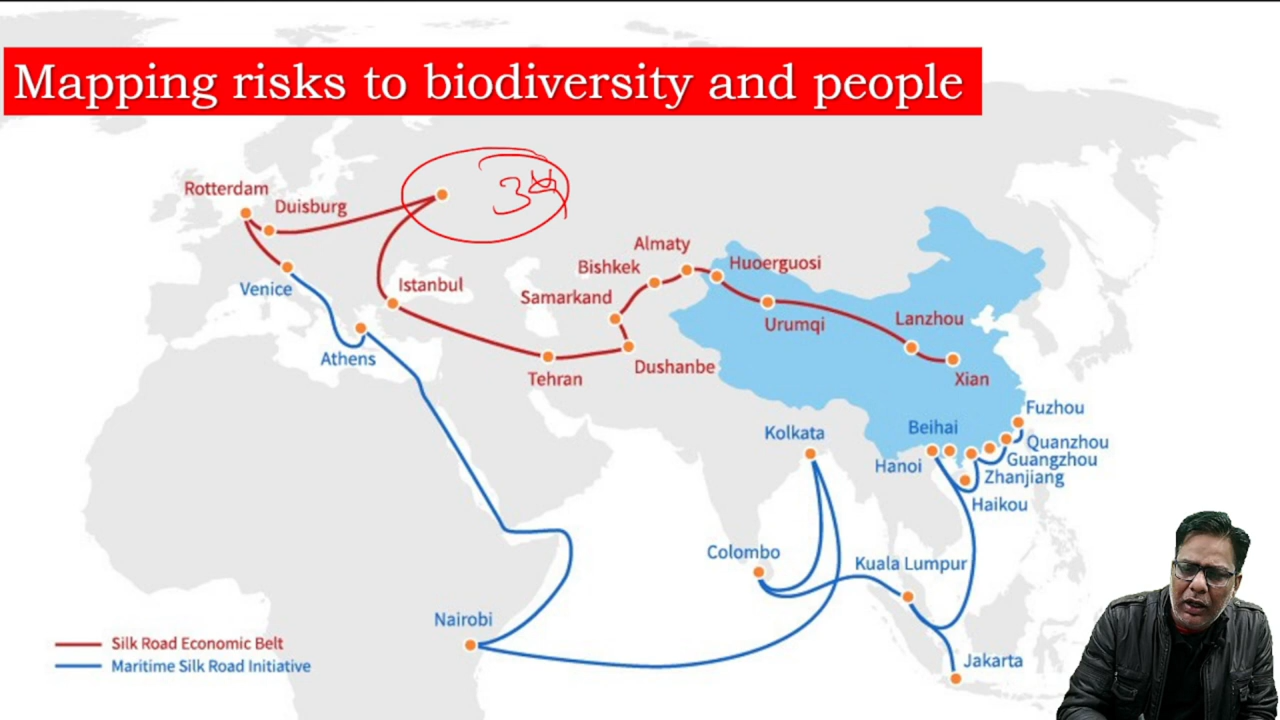 Mapping risks to biodiversity and people
Rotterdam
Duisburg
Venice
Athens
Istanbul
Tehran
Dushanbe
Samarkand
Bishkek
Almaty
Huoerguosi
Urumqi
Lanzhou
Xian
Fuzhou
Quanzhou
Guangzhou
Zhanjiang
Haikou
Beihai
Hanoi
Kolkata
Colombo
Kuala Lumpur
Jakarta
Nairobi
Silk Road Economic Belt
Maritime Silk Road Initiative